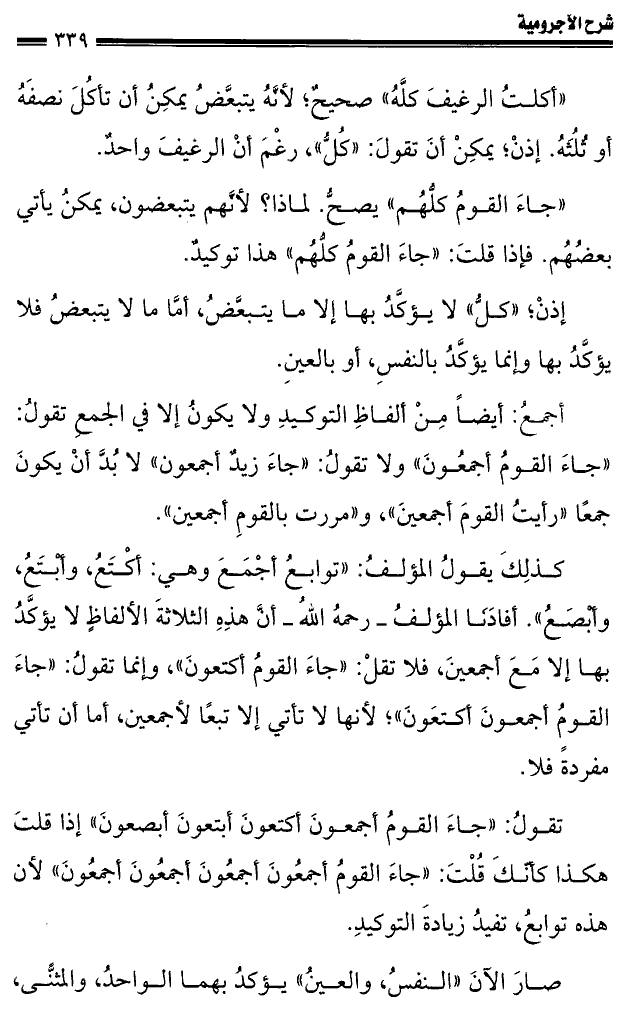 شرح الآجرومية
٣٣٩
«أكلتُ الرغيفَ كلَّهُ» صحيحٌ؛ لأنَّهُ يتبعَّضُ يمكِنُ أن تأكُلَ نصفَهُ
أو ثُلُثَهُ. إذنْ؛ يمكِنْ أنَ تقولَ: «كُلُّ»، رغْمَ أنْ الرغيفَ واحدٌ.
«جاءَ القومُ كلُّهُم» يصحُّ. لماذا؟ لأنَّهم يتبعضون، يمكنُ يأتي
بعضُهُم. فإذا قلتَ: «جاءَ القومُ كلُّهُم» هذا توكيدٌ.
إذنْ؛ «كلُّ» لا يؤكَّدُ بها إلا ما يتبعَّضُ، أمَّا ما لا يتبعضُ فلا
يؤكَّدُ بها وإنما يؤكَّدُ بالنفسِ، أو بالعينِ.
أجمعُ: أيضاً مِنْ ألفاظِ التوكيدِ ولا يكونُ إلا في الجمعِ تقولُ:
«جاءَ القومُ أجمعُونَ» ولا تقولُ: «جاءَ زيدٌ أجمعون» لا بُدَّ أنْ يكونَ
جمعًا «رأيتُ القومَ أجمعينَ»، و«مررت بالقومِ أجمعين».
كذلِكَ يقولُ المؤلفُ: «توابعُ أجْمَعَ وهي: أكْتَعُ، وأبْتَعُ،
وأبْصَعُ». أفادَنَا المؤلفُ ـ رحمهُ اللهُ ـ أنَّ هذِهِ الثلاثةَ الألفاظِ لا يؤكَّدُ
بها إلا مَعَ أجمعينَ، فلا تقلْ: «جاءَ القومُ أكتعونَ»، وإنما تقولُ: «جاءَ
القومُ أجمعونَ أكتعَونَ»؛ لأنها لا تأتي إلا تبعًا لأجمعين، أما أن تأتي
مفردةً فلا.
تقولُ: «جاءَ القومُ أجمعونَ أكتعونَ أبتعونَ أبصعونَ» إذا قلتَ
هكذا كأنَّكَ قُلْتَ: «جاءَ القومُ أجمعُونَ أجمعُونَ أجمعُونَ أجمعُونَ» لأن
هذه توابعُ، تفيدُ زيادةَ التوكيدِ.
صارَ الآنَ «النفسُ، والعينُ» يؤكدُ بهما الواحدُ، والمثنَّى،